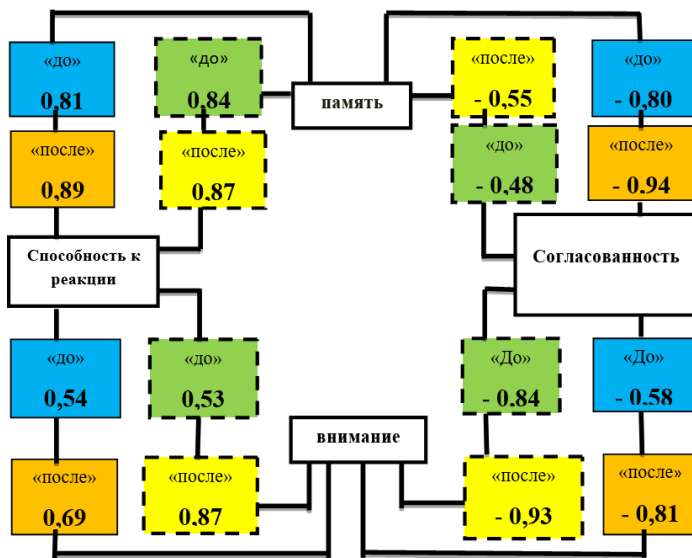 «до»
0,81
«до»
0,84
память
«после»
- 0,55
«до»
- 0,80
«после»
0,89
«после»
0,87
«до»
- 0,48
«после»
- 0,94
Способность к
реакции
Согласованность
«до»
0,54
«до»
0,53
«До»
- 0,84
«До»
- 0,58
внимание
«после»
0,69
«после»
0,87
«после»
- 0,93
«после»
- 0,81